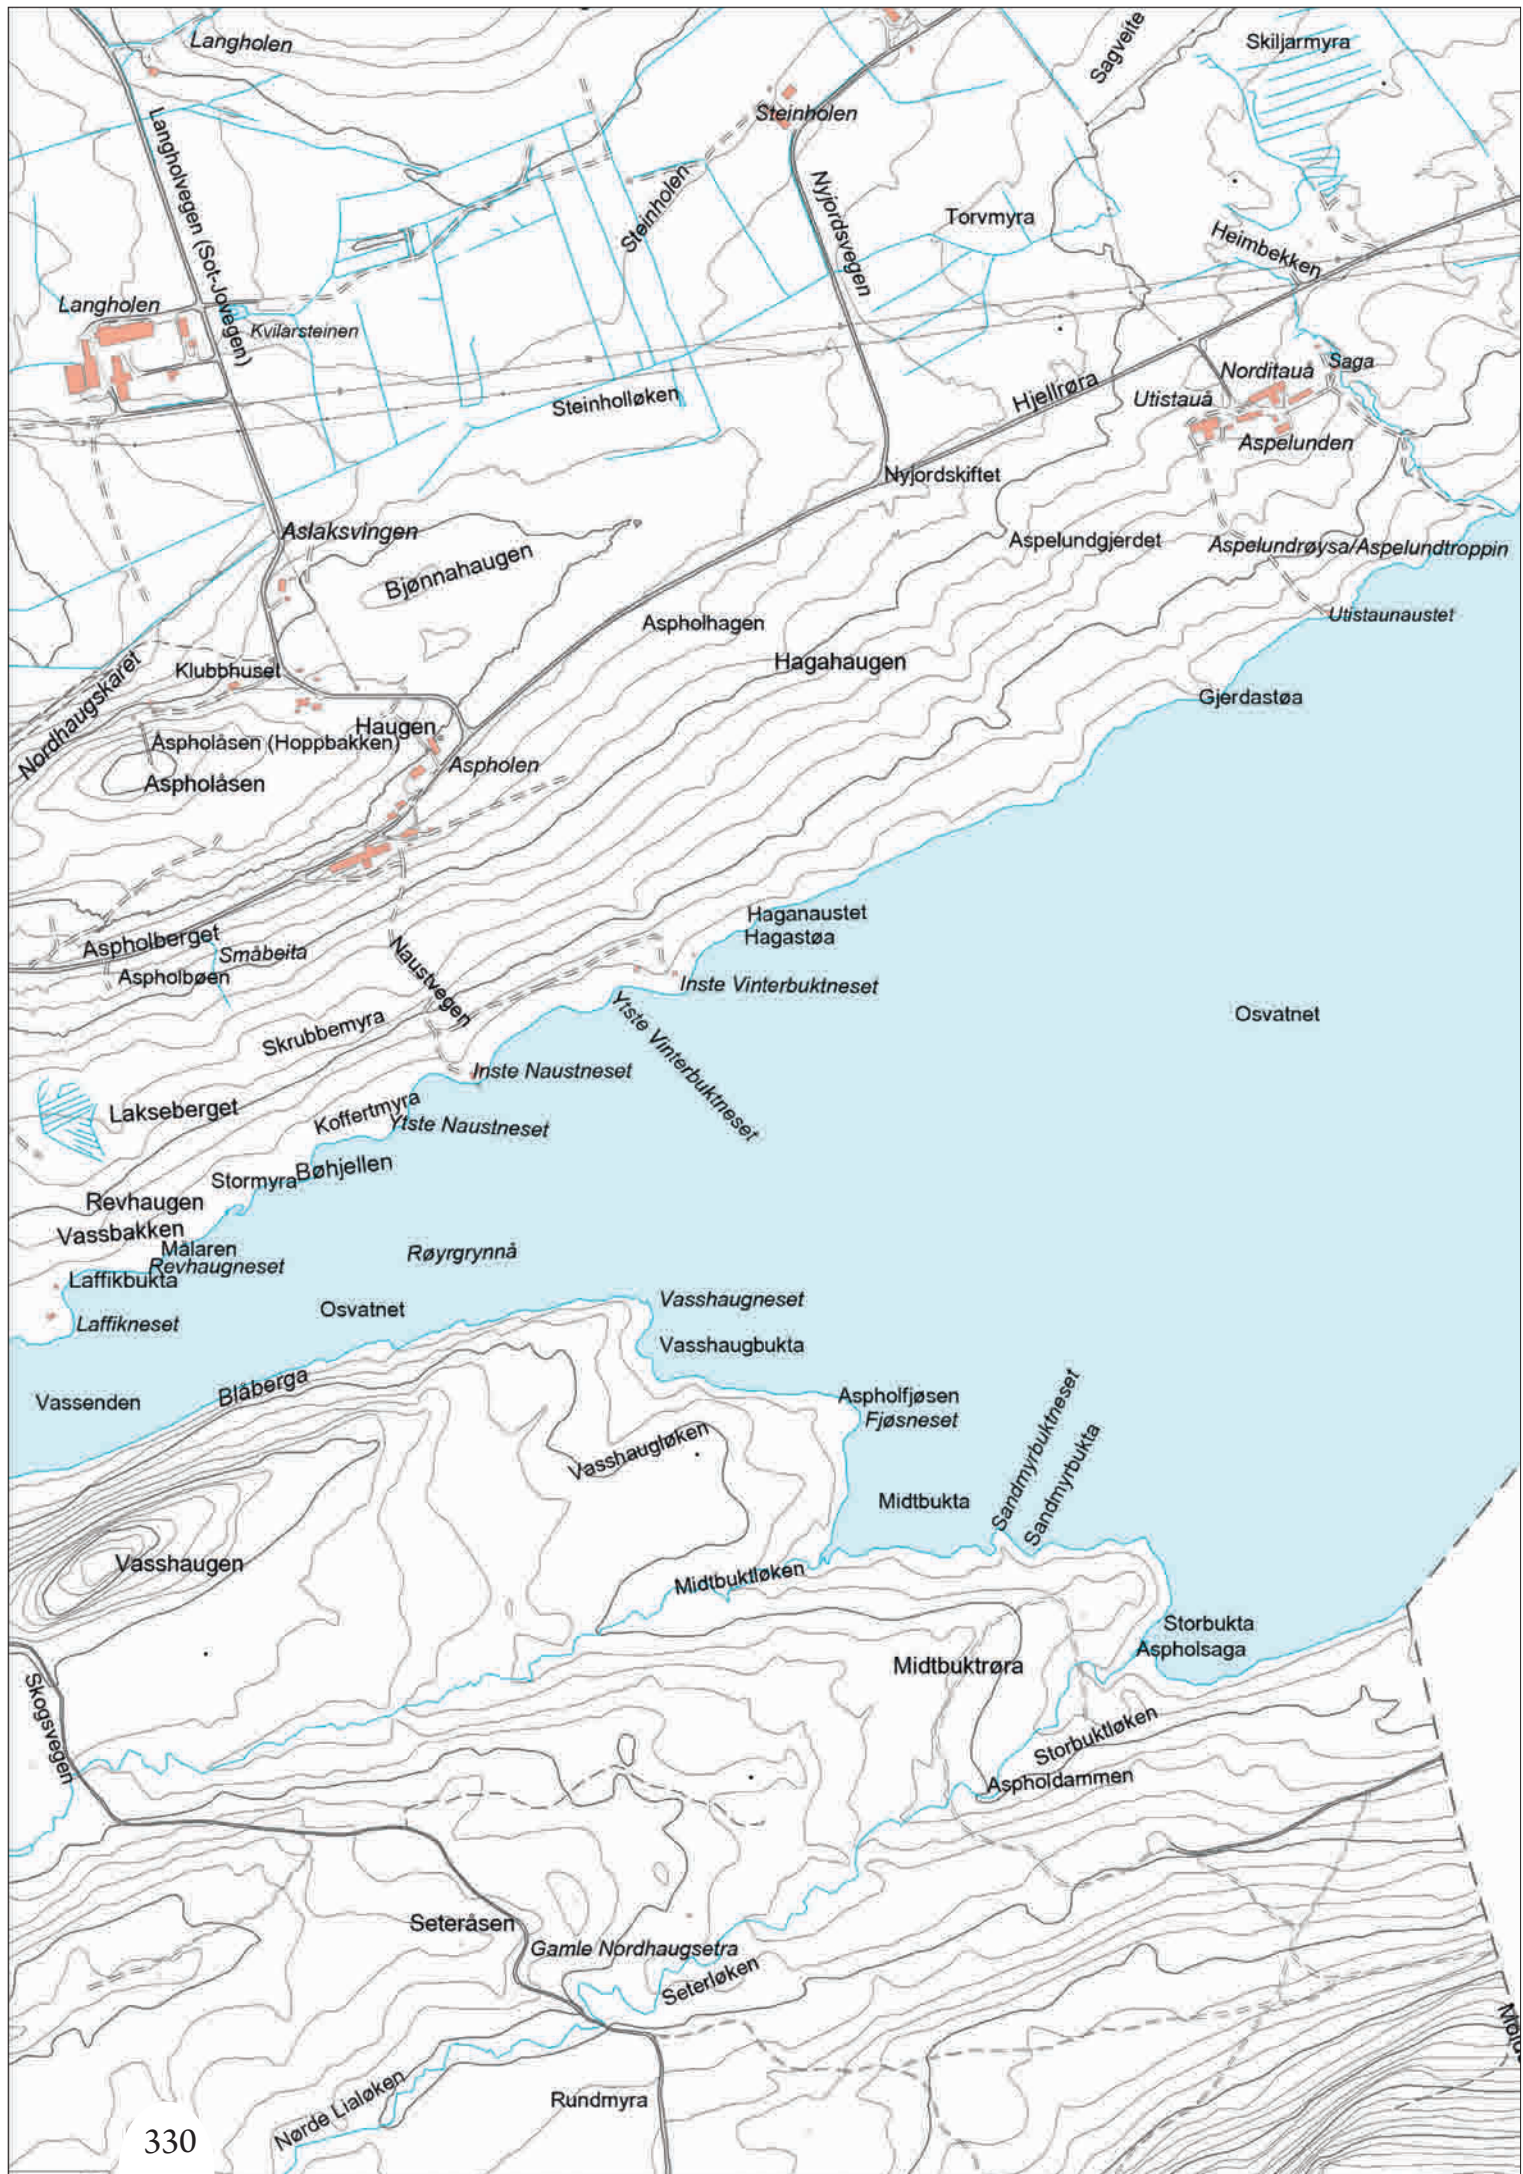 Langholen
Skiljarmyra
Sagveite
Steinholen
Langholvegen (Sot-Jovegen)
Steinholen
Nyjordsvegen
Torvmyra
Heimbekken
Langholen
Kvilarsteinen
Saga
Norditauå
Hjellrøra
Utistauå
Steinholløken
Aspelunden
Nyjordskiftet
Aslaksvingen
Aspelundgjerdet
Aspelundrøysa/Aspelundtroppin
Bjønnahaugen
Aspholhagen
Utistaunaustet
Hagahaugen
Klubbhuset
Nordhaugskaret
Gjerdastøa
Haugen
Aspholåsen (Hoppbakken)
Aspholen
Aspholåsen
Haganaustet
Hagastøa
Aspholberget
Småbeita
Aspholbøen
Naustvegen
Inste Vinterbuktneset
Osvatnet
Skrubbemyra
Ytste Vinterbuktneset
Inste Naustneset
Lakseberget
Koffertmyra
Ytste Naustneset
Bøhjellen
Stormyra
Revhaugen
Vassbakken
Målaren
Røyrgrynnå
Revhaugneset
Laffikbukta
Vasshaugneset
Osvatnet
Laffikneset
Vasshaugbukta
Blåberga
Vassenden
Aspholfjøsen
Fjøsneset
Sandmyrbuktneset
Sandmyrbukta
Vasshaugløken
Midtbukta
Vasshaugen
Midtbuktløken
Storbukta
Aspholsaga
Midtbuktrøra
Skogsvegen
Storbuktløken
Aspholdammen
Seteråsen
Gamle Nordhaugsetra
Seterløken
Rundmyra
Nørde Lialøken
330